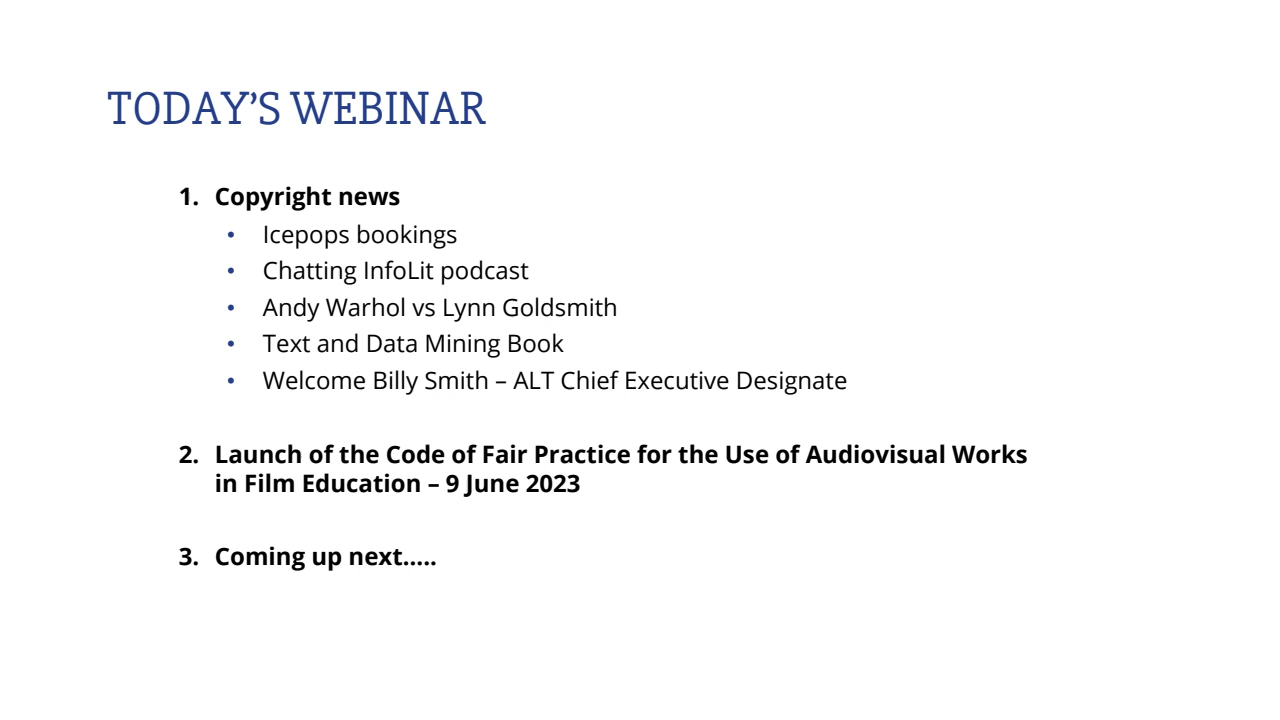 TODAY’S WEBINAR
1. Copyright news
• Icepops bookings
• Chatting InfoLit podcast
• Andy Warhol vs Lynn Goldsmith
• Text and Data Mining Book
• Welcome Billy Smith – ALT Chief Executive Designate
2. Launch of the Code of Fair Practice for the Use of Audiovisual Works
in Film Education – 9 June 2023
3. Coming up next…..